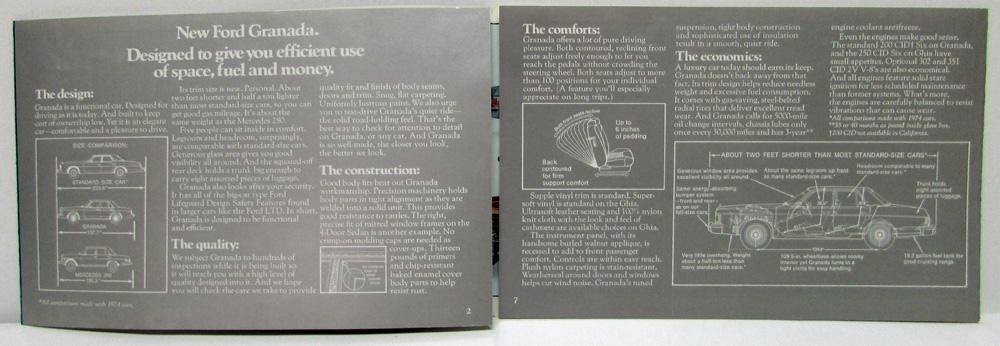 New Ford Granada.
Designed to give you efficient use
of space, fuel and money.
The design:
Granada is a functional car. Designed for
driving as it is today. And built to keep
cost of ownership low. Yet it is an elegant
car—comfortable and a pleasure to drive.
SIZE COMPARISON:
STANDARD SIZE CAR*
GRANADA
197.7"
MERCEDES 280
195.5"
*All comparisons made with 1974 cars.
Its trim size is new. Personal. About
two feet shorter and half a ton lighter
than most standard-size cars, so you can
get good gas mileage. It's about the
same weight as the Mercedes 280.
Five people can sit inside in comfort.
Legroom and headroom, surprisingly,
are comparable with standard-size cars.
Generous glass area gives you good
visibility all around. And the squared-off
rear deck holds a trunk big enough to
carry eight assorted pieces of luggage.
Granada also looks after your security.
It has all of the bigger type Ford
Lifeguard Design Safety Features found
in larger cars like the Ford LTD. In short,
Granada is designed to be functional
and efficient.
The quality:
We subject Granada to hundreds of
inspections while it is being built so
it will reach you with a high level of
quality designed into it. And we hope
you will check the care we take to provide
quality fit and finish of body seams,
doors and trim. Snug, flat carpeting.
Uniformly lustrous paint. We also urge
you to test-drive Granada's quiet ride—
the solid road-holding feel. That's the
best way to check for attention to detail
on Granada, or any car. And Granada
is so well-made, the closer you look,
the better we look.
The construction:
Good body fits bear out Granada
workmanship. Precision machinery holds
body parts in tight alignment as they are
welded into a solid unit. This provides
good resistance to rattles. The tight,
precise fit of mitred window frames on the
4-Door Sedan is another example. No
crimp-on molding caps are needed as
cover-ups. Thirteen
pounds of primers
and chip-resistant
baked enamel cover
body parts to help
resist rust.
2
The comforts:
Granada offers a lot of pure driving
pleasure. Both contoured, reclining front
seats adjust freely enough to let you
reach the pedals without crowding the
steering wheel. Both seats adjust to more
than 100 positions for your individual
comfort. (A feature you'll especially
appreciate on long trips.)
Up to
6 inches
of padding
Back
contoured
for firm
support comfort
Supple vinyl trim is standard. Super-
soft vinyl is standard on the Ghia.
Ultrasoft leather seating and 100% nylon
knit cloth with the look and feel of
cashmere are available choices on Ghia.
The instrument panel, with its
handsome burled walnut applique, is
recessed to add to front passenger
comfort. Controls are within easy reach.
Plush nylon carpeting is stain-resistant.
Weatherseal around doors and windows
helps cut wind noise. Granada's tuned
7
suspension, tight body construction
and sophisticated use of insulation
result in a smooth, quiet ride.
The economics:
A luxury car today should earn its keep.
Granada doesn't back away from that
fact. Its trim design helps reduce needless
weight and excessive fuel consumption.
It comes with gas-saving, steel-belted
radial tires that deliver excellent tread
wear. And Granada calls for 5000-mile
oil change intervals, chassis lubes only
once every 30,000 miles and has 3-year**
engine coolant antifreeze.
Even the engines make good sense.
The standard 200 CID† Six on Granada,
and the 250 CID Six on Ghia have
small appetites. Optional 302 and 351
CID 2V V-8's are also economical.
And all engines feature solid state
ignition for less scheduled maintenance
than former systems. What's more,
the engines are carefully balanced to resist
vibrations that can cause wear.
*All comparisons made with 1974 cars.
†200 CID not available in California.
ABOUT TWO FEET SHORTER THAN MOST STANDARD-SIZE CARS*
Generous window area provides
excellent visibility all around.
About the same legroom up front
as many standard-size cars.*
Headroom comparable to many
standard-size cars.*
Trunk holds
eight assorted
pieces of luggage.
Same energy-absorbing
bumper system
—front and rear—
as on our
full-size cars.
Very little overhang. Weight
about a half-ton less than
many standard-size cars.*
109.9-in. wheelbase allows roomy
interior yet Granada turns in a
tight circle for easy handling.
19.2 gallon fuel tank for
good cruising range.